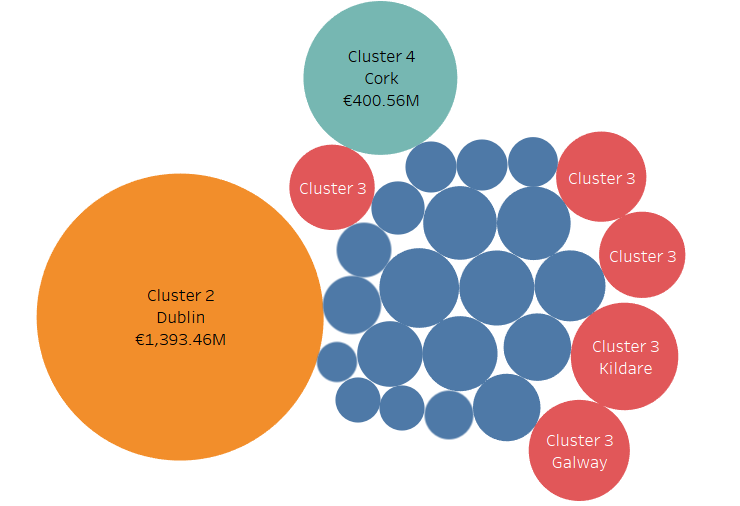 Cluster 4
Cork
€400.56M
Cluster 3
Cluster 3
Cluster 3
Cluster 2
Dublin
€1,393.46M
Cluster 3
Kildare
Cluster 3
Galway